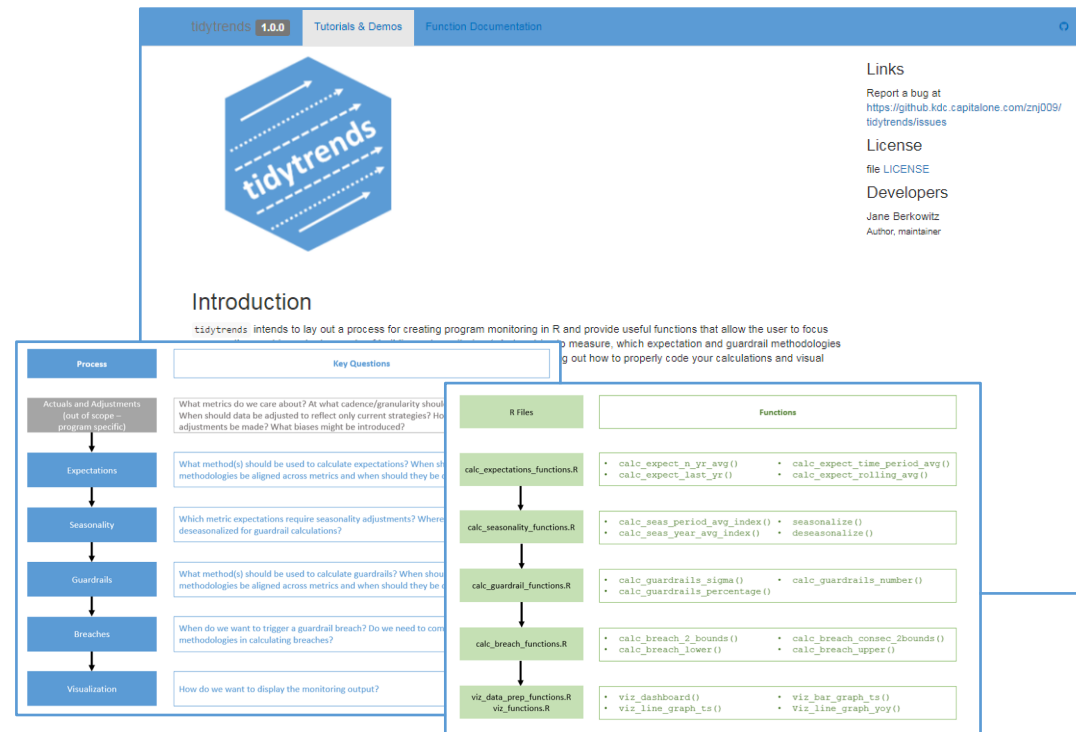 tidytrends 1.0.0 Tutorials & Demos Function Documentation
tidytrends
Links
Report a bug at
https://github.kdc.capitalone.com/znj009/
tidytrends/issues
License
file LICENSE
Developers
Jane Berkowitz
Author, maintainer
Introduction
tidytrends intends to lay out a process for creating program monitoring in R and provide useful functions that allow the user to focus
measure, which expectation and guardrail methodologies
g out how to properly code your calculations and visual
Process
Key Questions
Actuals and Adjustments
(out of scope –
program specific)
What metrics do we care about? At what cadence/granularity shoul
When should data be adjusted to reflect only current strategies? Ho
adjustments be made? What biases might be introduced?
Expectations
What method(s) should be used to calculate expectations? When sh
methodologies be aligned across metrics and when should they be
Seasonality
Which metric expectations require seasonality adjustments? Where
deseasonalized for guardrail calculations?
Guardrails
What method(s) should be used to calculate guardrails? When shou
methodologies be aligned across metrics and when should they be
Breaches
When do we want to trigger a guardrail breach? Do we need to com
methodologies in calculating breaches?
Visualization
How do we want to display the monitoring output?
R Files
Functions
calc_expectations_functions.R
• calc_expect_n_yr_avg() • calc_expect_time_period_avg()
• calc_expect_last_yr() • calc_expect_rolling_avg()
calc_seasonality_functions.R
• calc_seas_period_avg_index() • seasonalize()
• calc_seas_year_avg_index() • deseasonalize()
calc_guardrail_functions.R
• calc_guardrails_sigma() • calc_guardrails_number()
• calc_guardrails_percentage()
calc_breach_functions.R
• calc_breach_2_bounds() • calc_breach_consec_2bounds()
• calc_breach_lower() • calc_breach_upper()
viz_data_prep_functions.R
viz_functions.R
• viz_dashboard() • viz_bar_graph_ts()
• viz_line_graph_ts() • Viz_line_graph_yoy()